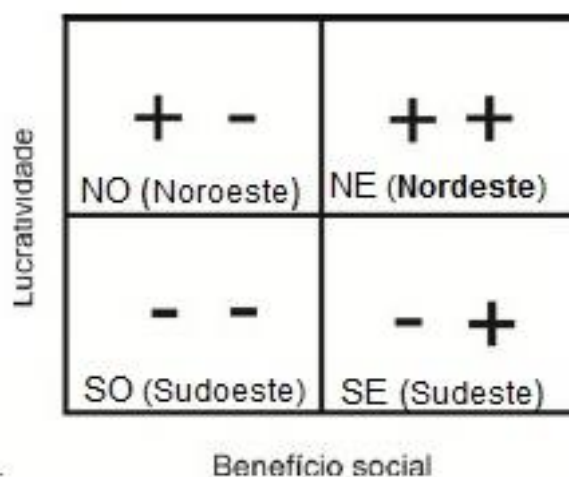 Lucratividade
+ - + +
NO (Noroeste) NE (Nordeste)
- - - +
SO (Sudoeste) SE (Sudeste)
Benefício social